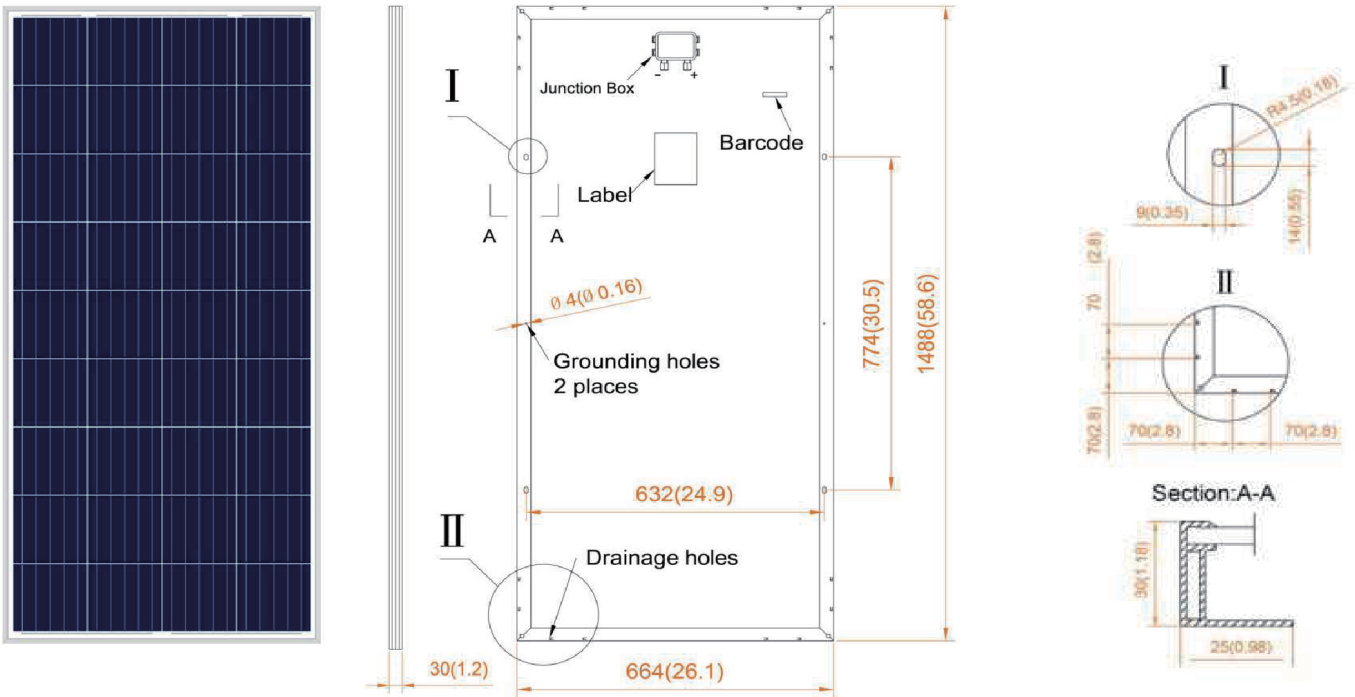 Junction Box
- +
I
Barcode
Label
A A
Ø 4(Ø 0.16)
Grounding holes
2 places
774(30.5)
1488(58.6)
632(24.9)
II
Drainage holes
30(1.2)
664(26.1)
I
R4.5(0.18)
9(0.35)
14(0.55)
II
70
(2.8)
70(2.8)
70(2.8)
70(2.8)
Section:A-A
30(1.18)
25(0.98)